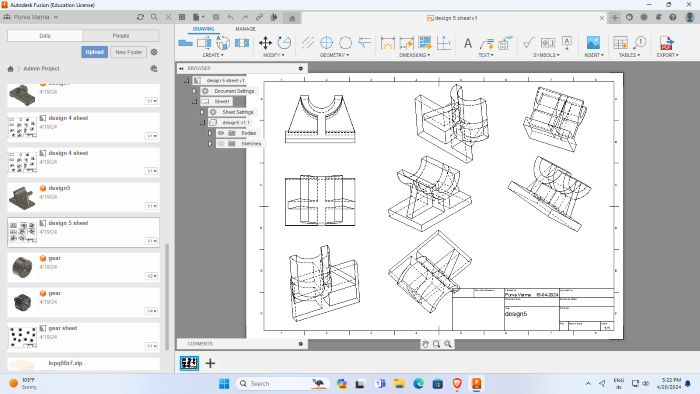 Autodesk Fusion (Education License)
Purva Varma
design 5 sheet v1
Data
People
DRAWING
MANAGE
Upload
New Folder
CREATE
MODIFY
GEOMETRY
DIMENSIONS
TEXT
SYMBOLS
INSERT
TABLES
EXPORT
Admin Project
BROWSER
4/19/24
V1
design 5 sheet v1
Document Settings
Sheet1
Sheet Settings
design5 v1:1
Bodies
Sketches
design 4 sheet
4/19/24
V1
design 4 sheet
4/19/24
V1
design5
4/19/24
V1
design 5 sheet
4/19/24
V1
gear
4/19/24
V2
gear
4/19/24
V4
gear sheet
4/19/24
V1
lopq08z7.zip
Purva Varma 19-04-2024
design5
1/1
COMMENTS
105°F
Sunny
Search
ENG
IN
5:22 PM
4/20/2024